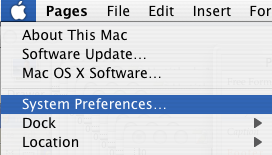 Pages File Edit Insert For
About This Mac
Software Update...
Mac OS X Software...
System Preferences...
Dock
Location